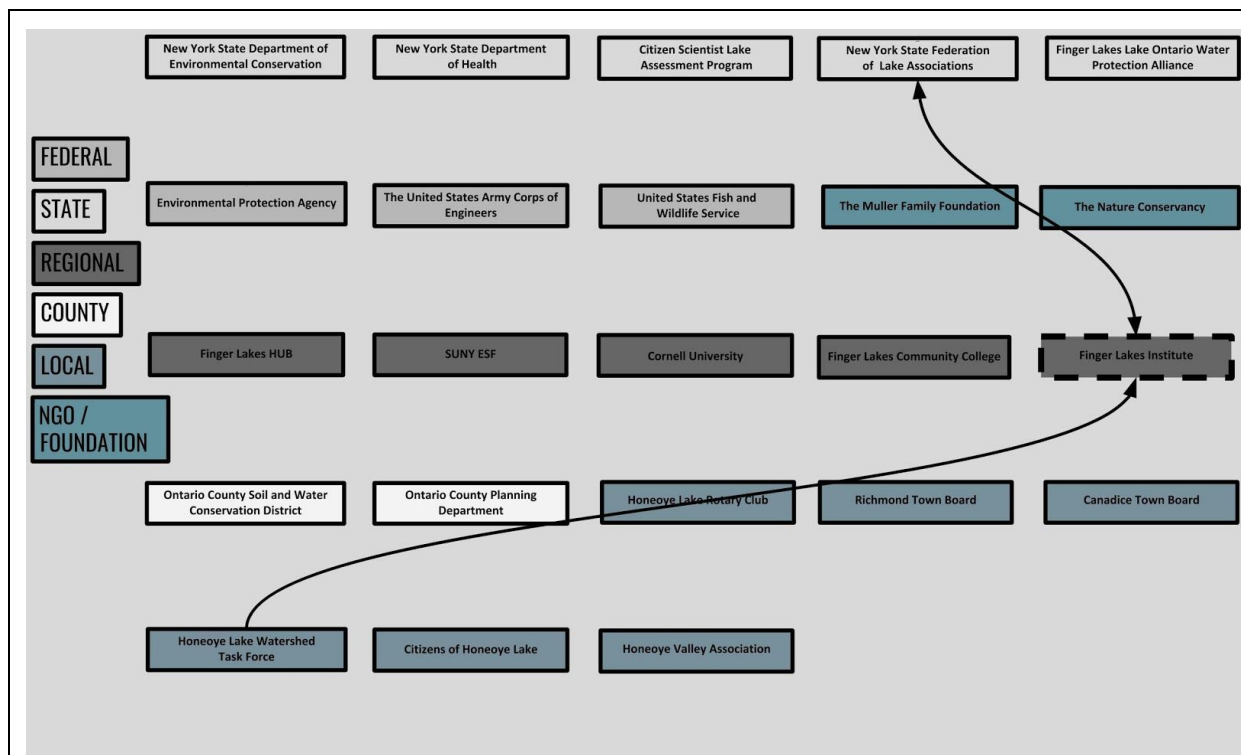 New York State Department of
Environmental Conservation
New York State Department
of Health
Citizen Scientist Lake
Assessment Program
New York State Federation
of Lake Associations
Finger Lakes Lake Ontario Water
Protection Alliance
FEDERAL
STATE
REGIONAL
COUNTY
LOCAL
NGO /
FOUNDATION
Environmental Protection Agency
The United States Army Corps of
Engineers
United States Fish and
Wildlife Service
The Muller Family Foundation
The Nature Conservancy
Finger Lakes HUB
SUNY ESF
Cornell University
Finger Lakes Community College
Finger Lakes Institute
Ontario County Soil and Water
Conservation District
Ontario County Planning
Department
Honeoye Lake Rotary Club
Richmond Town Board
Canadice Town Board
Honeoye Lake Watershed
Task Force
Citizens of Honeoye Lake
Honeoye Valley Association